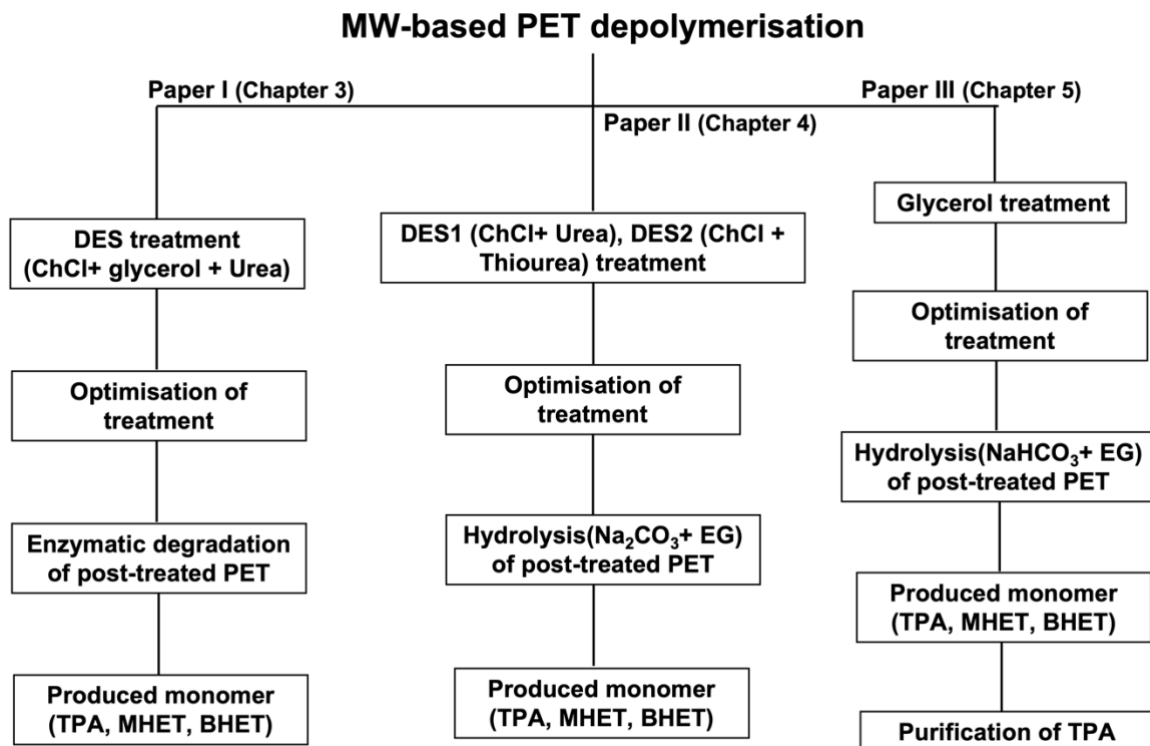 MW-based PET depolymerisation
Paper I (Chapter 3)
Paper II (Chapter 4)
Paper III (Chapter 5)
DES treatment
(ChCl+ glycerol + Urea)
Optimisation of
treatment
Enzymatic degradation
of post-treated PET
Produced monomer
(TPA, MHET, BHET)
DES1 (ChCl+ Urea), DES2 (ChCl +
Thiourea) treatment
Optimisation of
treatment
Hydrolysis(Na₂CO₃+ EG)
of post-treated PET
Produced monomer
(TPA, MHET, BHET)
Glycerol treatment
Optimisation of
treatment
Hydrolysis(NaHCO₃+ EG)
of post-treated PET
Produced monomer
(TPA, MHET, BHET)
Purification of TPA